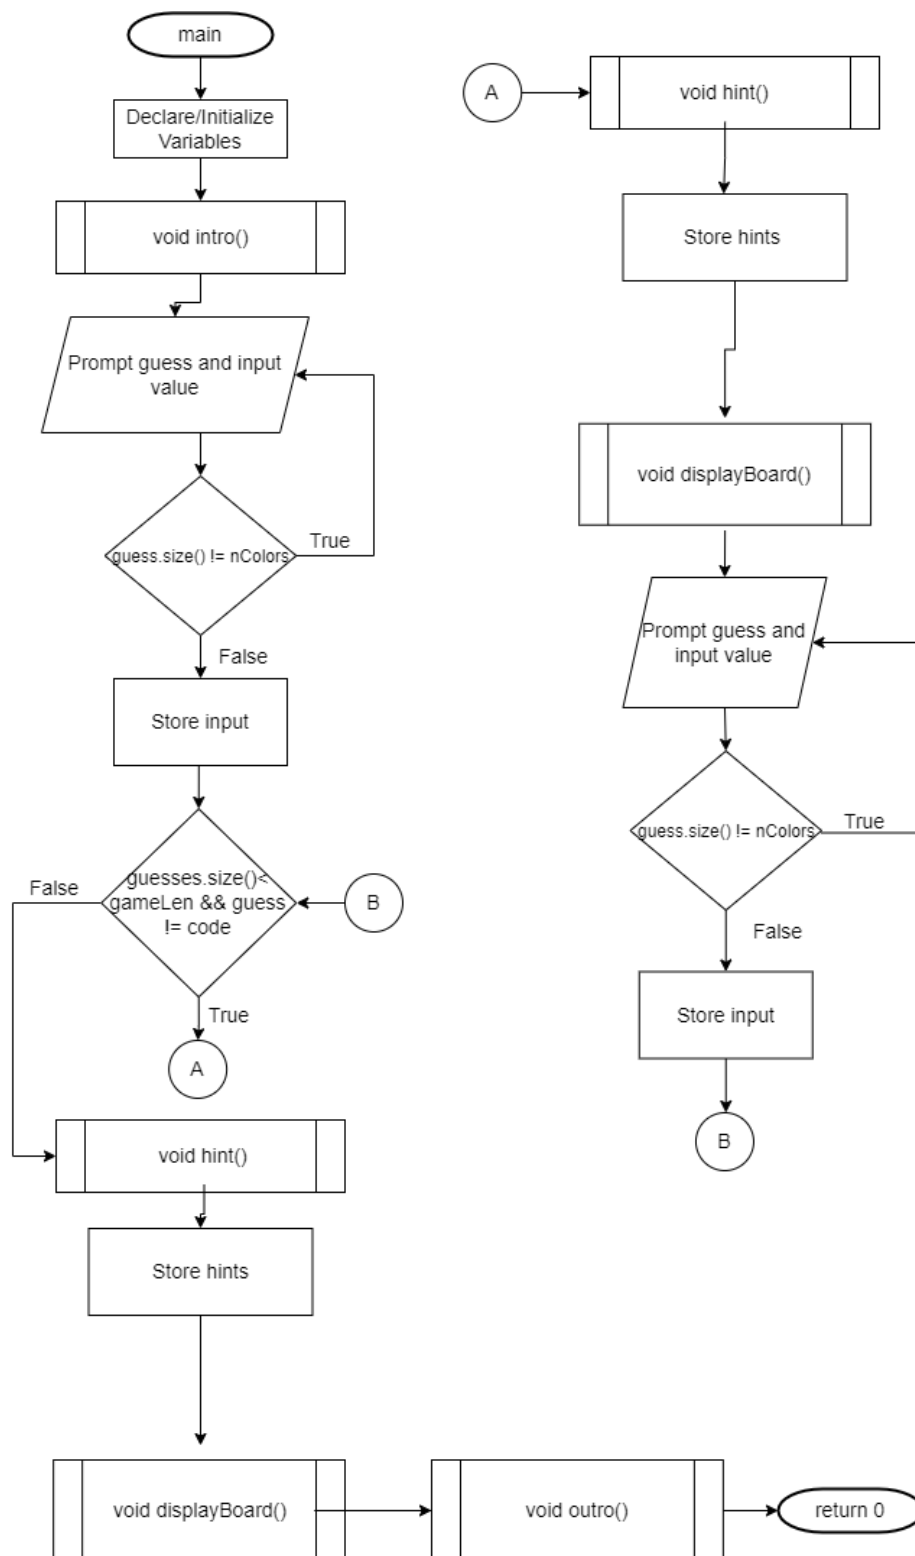 main
Declare/Initialize
Variables
void intro()
Prompt guess and input
value
guess.size() != nColors
True
False
Store input
guesses.size()<
gameLen && guess
!= code
False
B
True
A
void hint()
Store hints
void displayBoard()
void outro()
return 0
A
void hint()
Store hints
void displayBoard()
Prompt guess and
input value
guess.size() != nColors
True
False
Store input
B